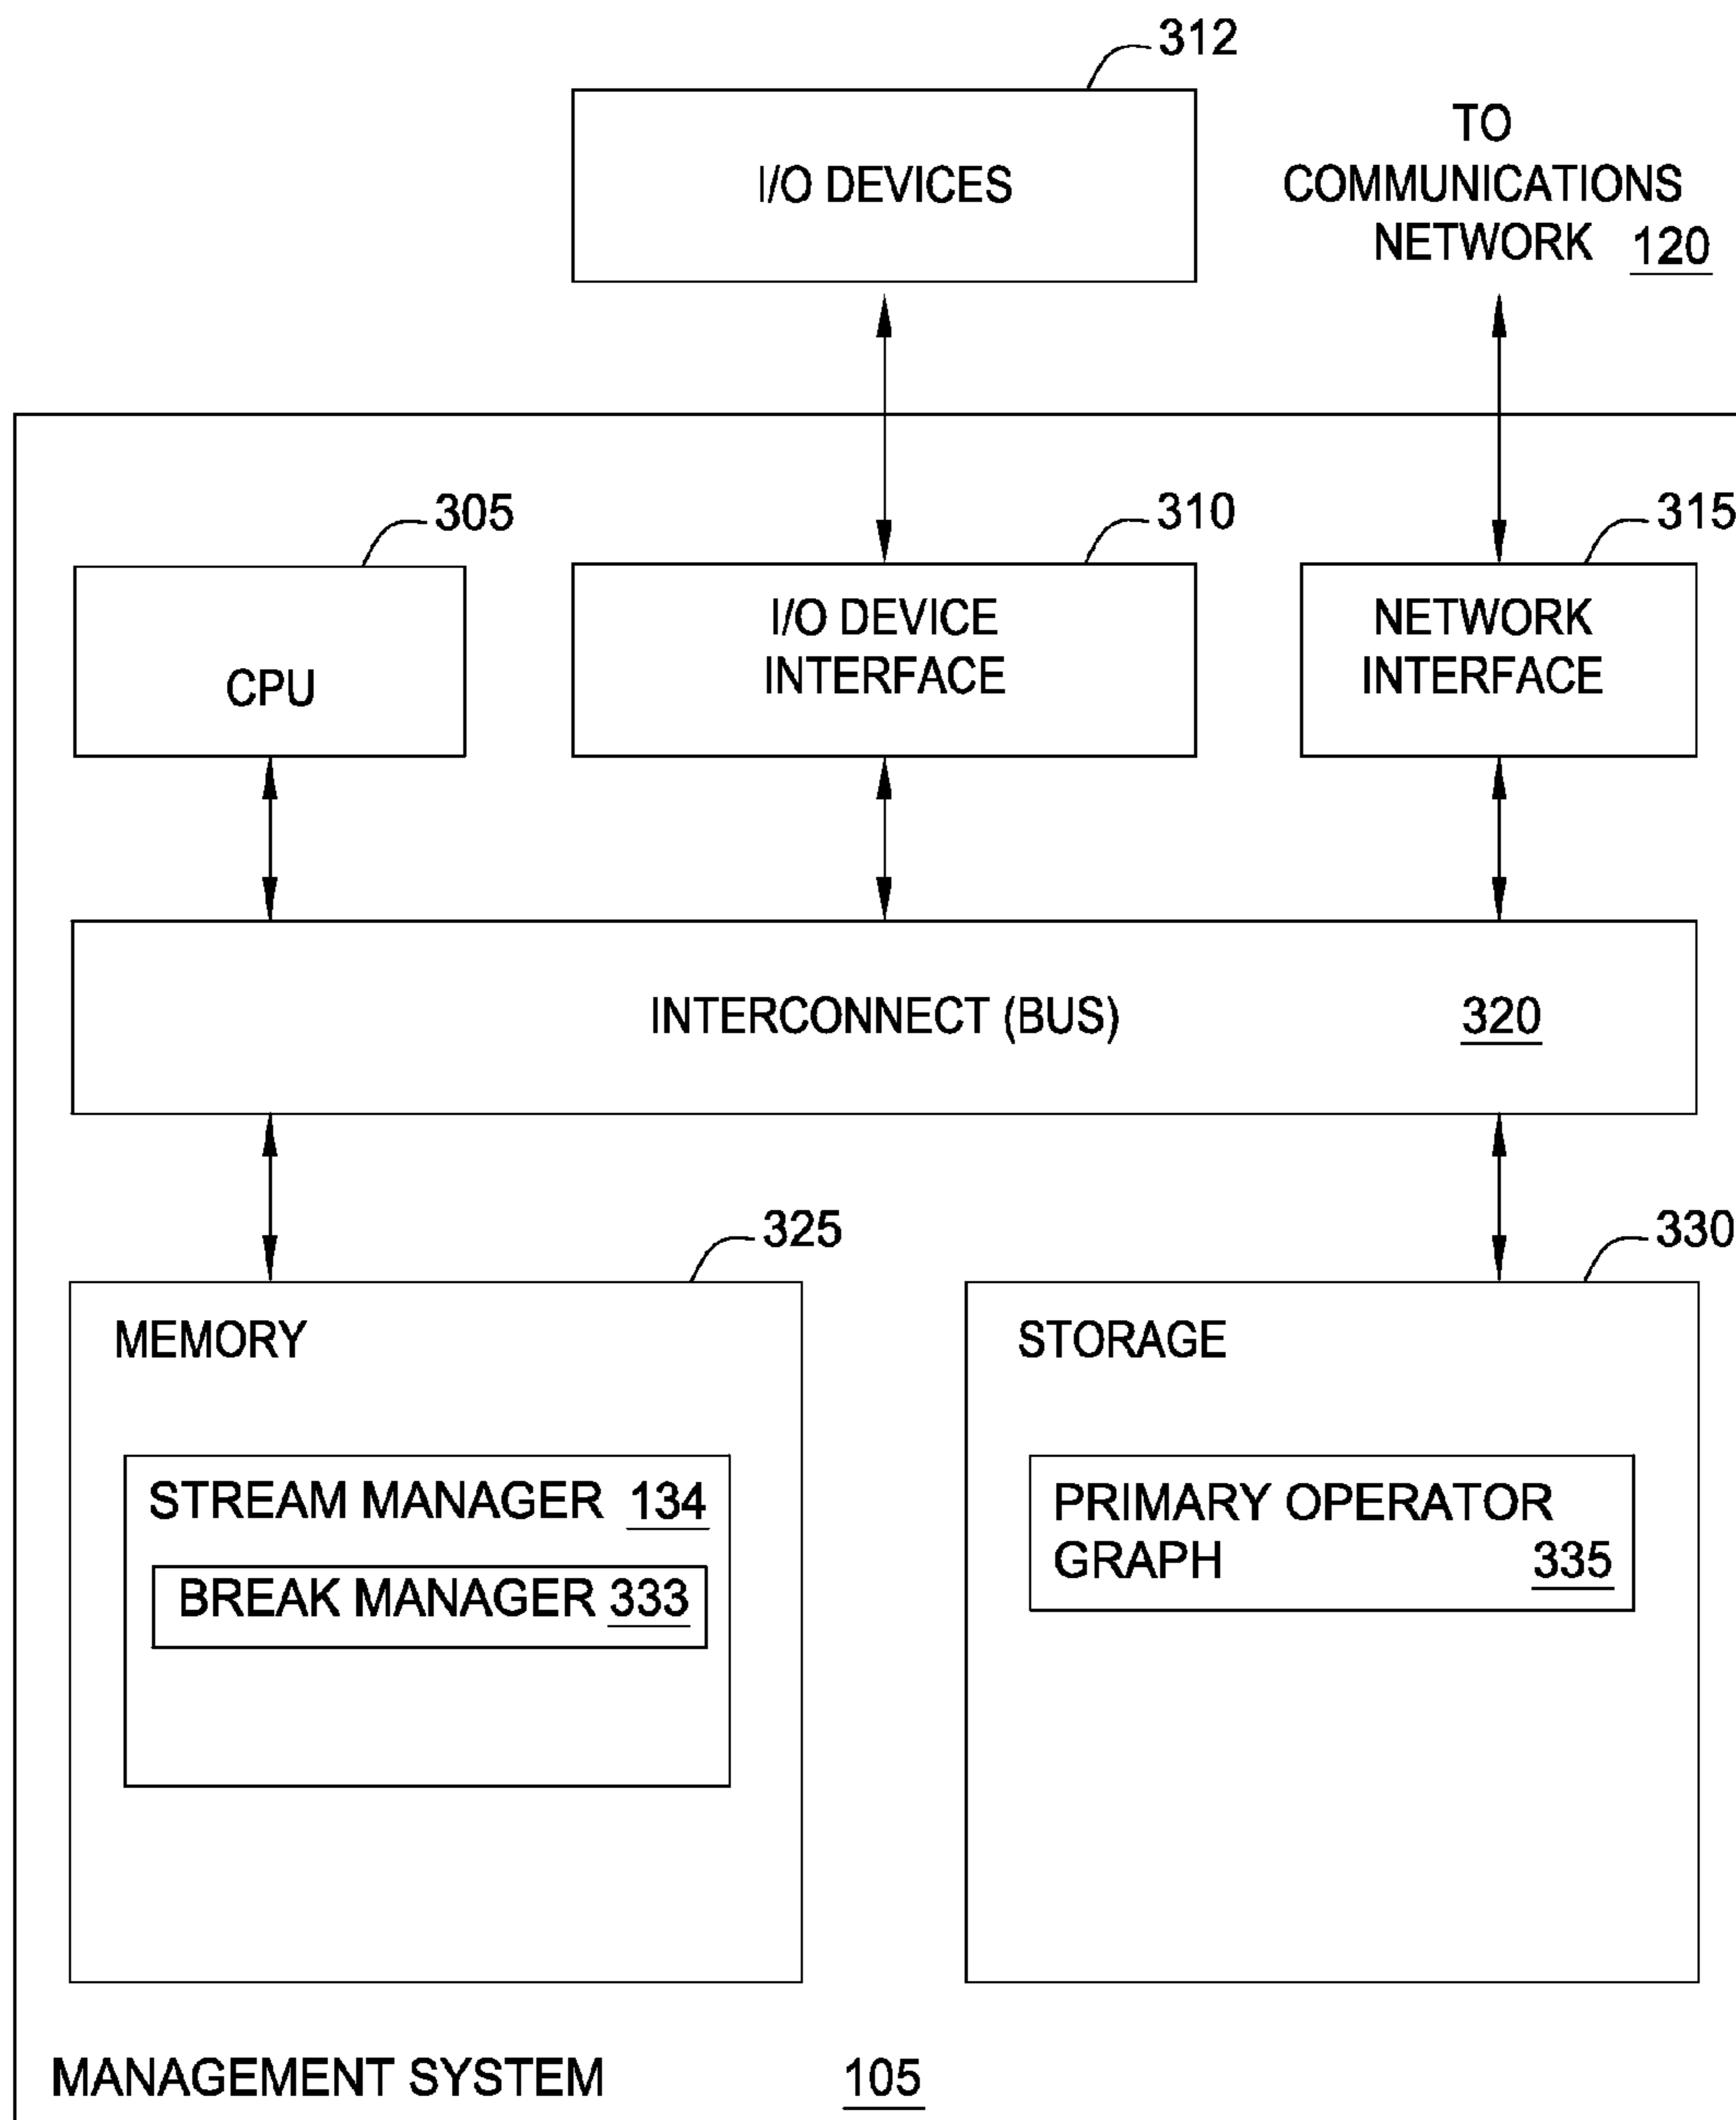 312
I/O DEVICES
TO
COMMUNICATIONS
NETWORK 120
305
310
315
CPU
I/O DEVICE
INTERFACE
NETWORK
INTERFACE
INTERCONNECT (BUS) 320
325
330
MEMORY
STORAGE
STREAM MANAGER 134
BREAK MANAGER 333
PRIMARY OPERATOR
GRAPH 335
MANAGEMENT SYSTEM 105